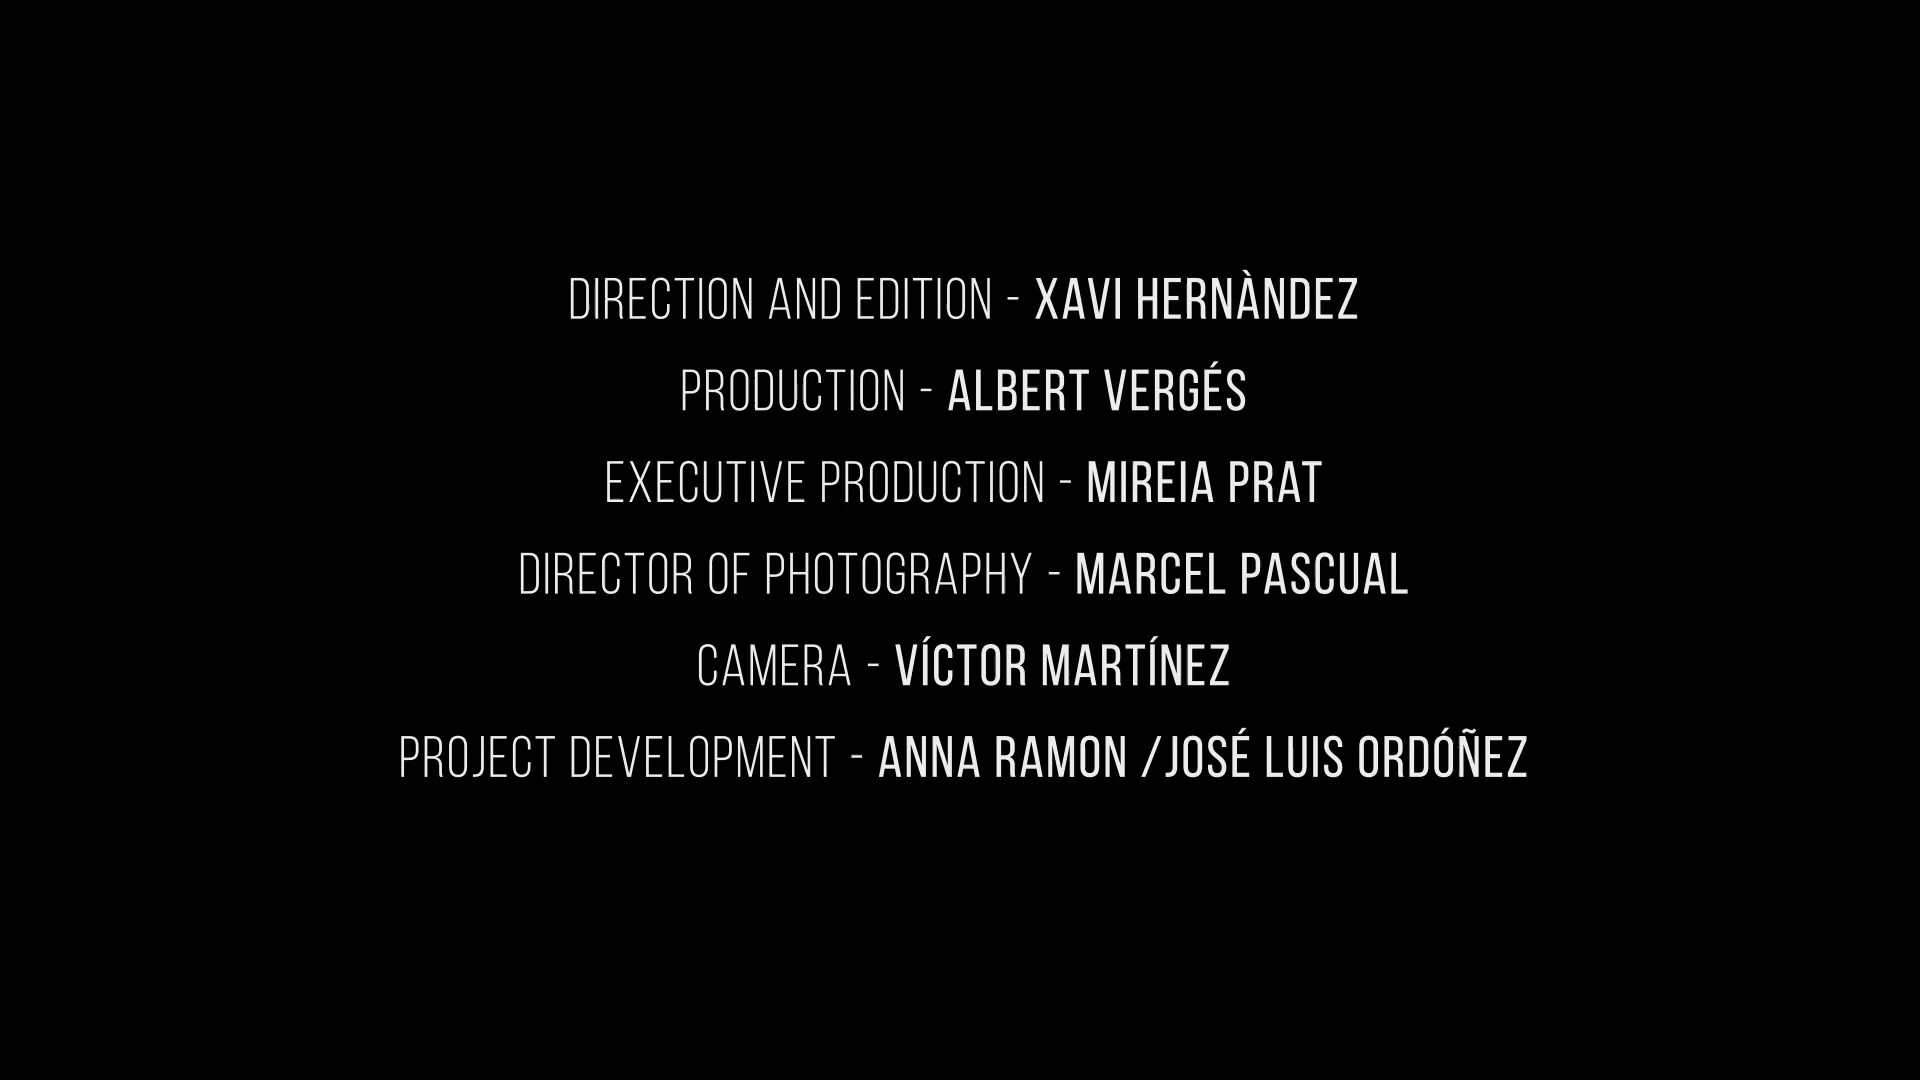 DIRECTION AND EDITION - XAVI HERNÀNDEZ
PRODUCTION - ALBERT VERGÉS
EXECUTIVE PRODUCTION - MIREIA PRAT
DIRECTOR OF PHOTOGRAPHY - MARCEL PASCUAL
CAMERA - VÍCTOR MARTÍNEZ
PROJECT DEVELOPMENT - ANNA RAMON /JOSÉ LUIS ORDÓÑEZ